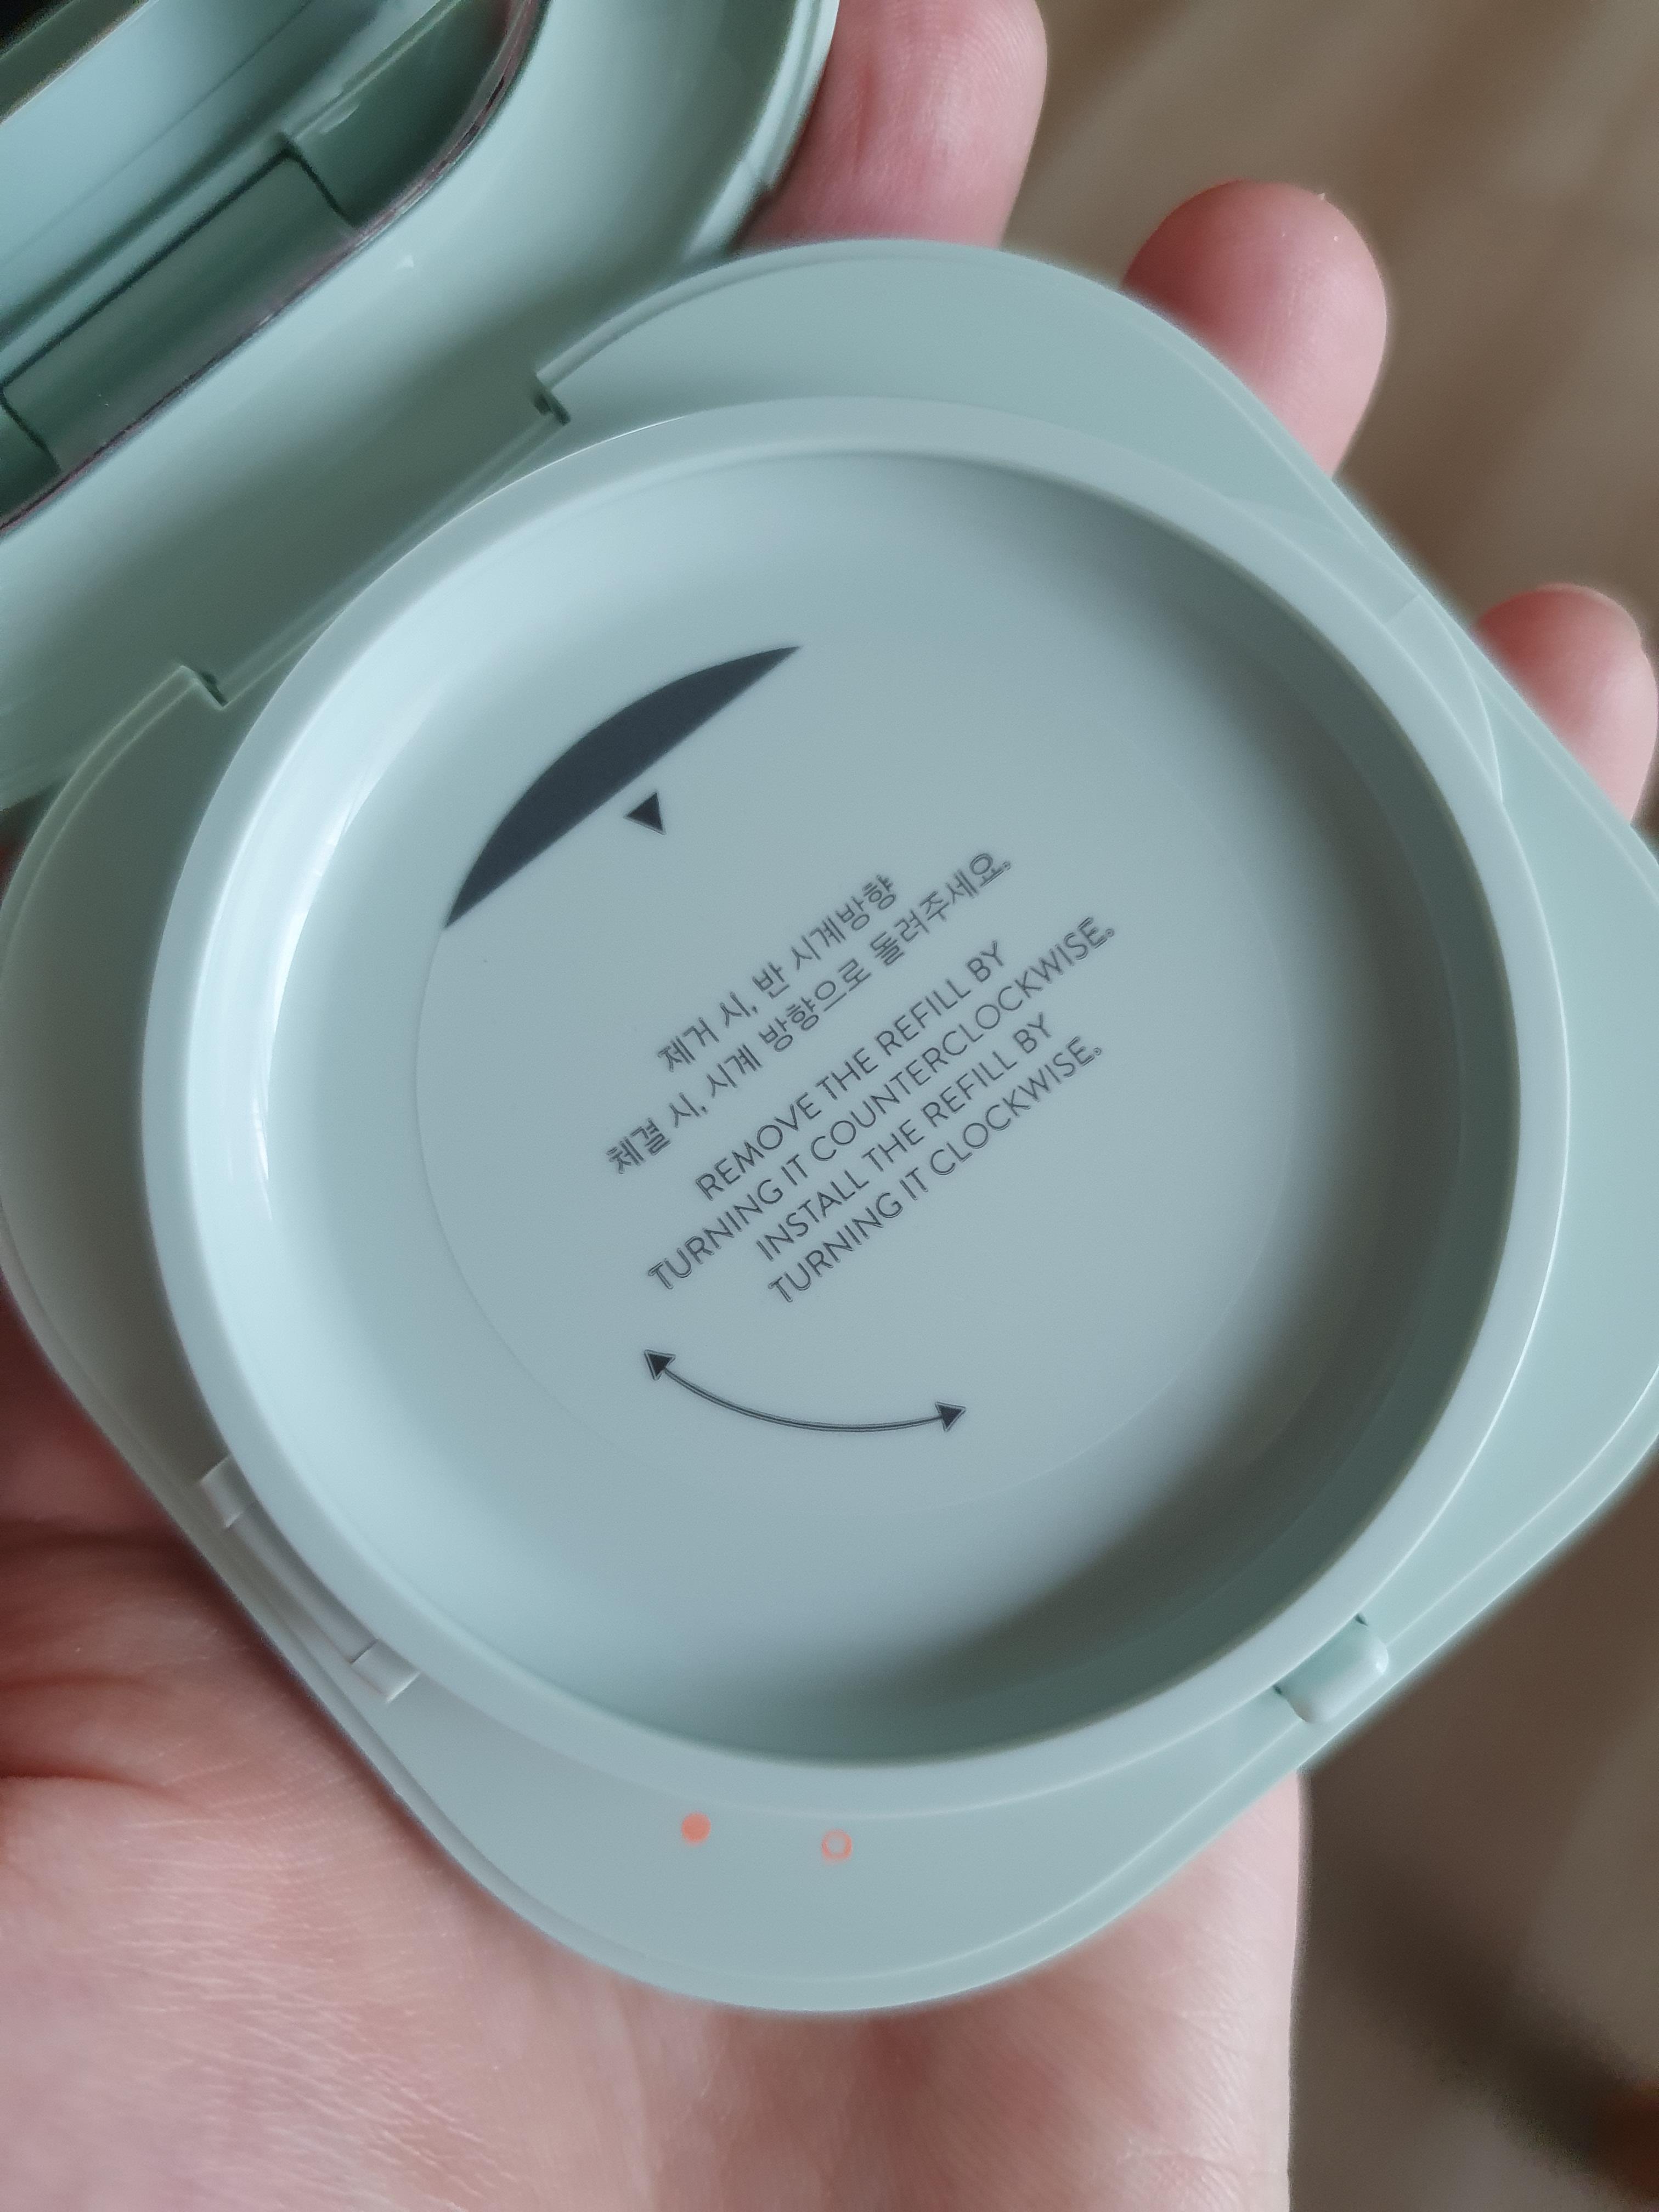 제거 시, 반 시계방향
체결 시, 시계 방향으로 돌려주세요.
REMOVE THE REFILL BY
TURNING IT COUNTERCLOCKWISE.
INSTALL THE REFILL BY
TURNING IT CLOCKWISE.